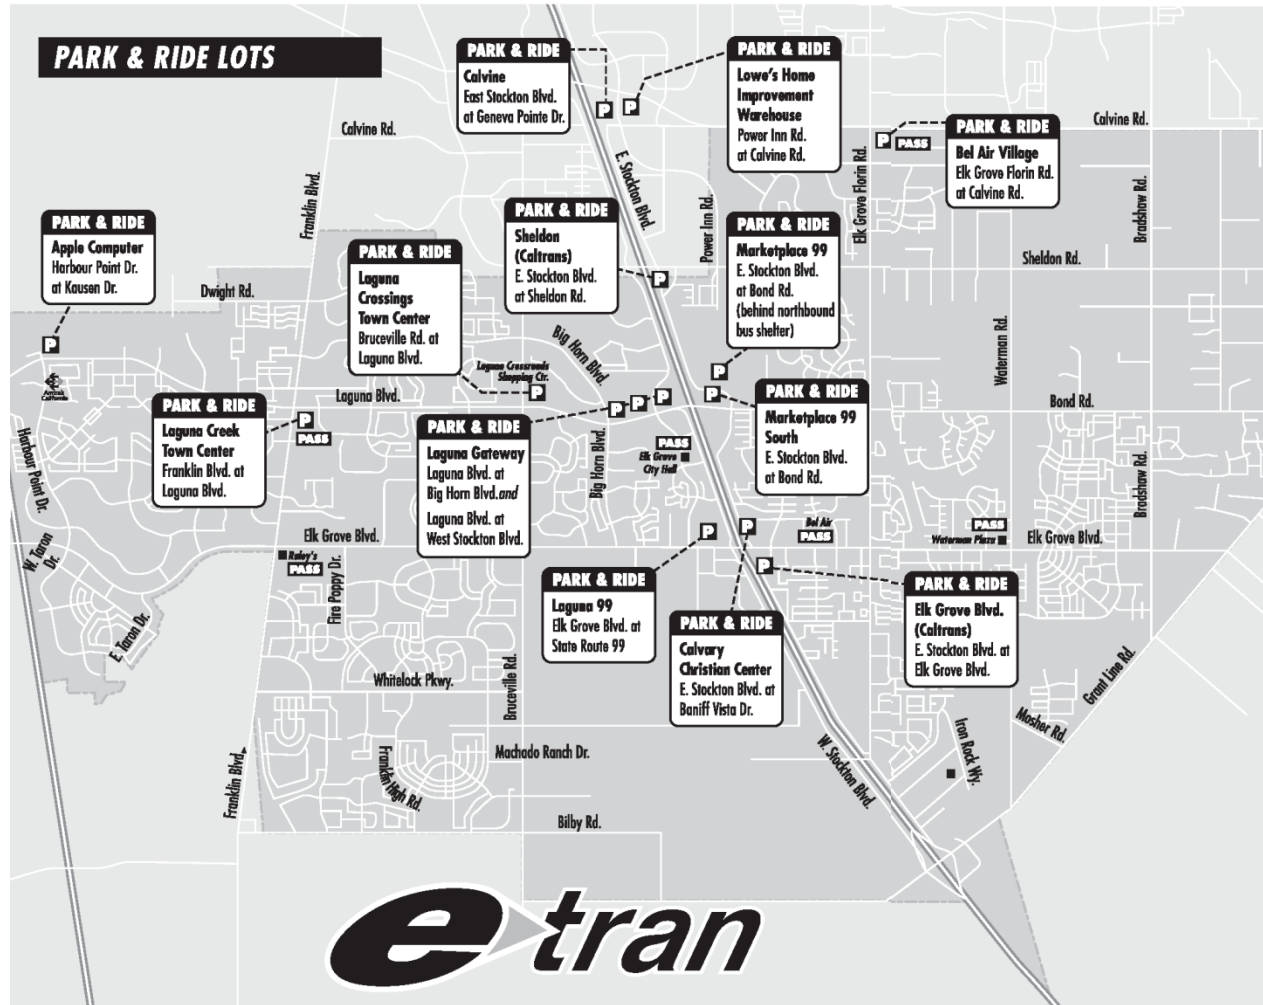 PARK & RIDE LOTS
PARK & RIDE
Calvine
East Stockton Blvd.
at Geneva Pointe Dr.
PARK & RIDE
Lowe's Home
Improvement
Warehouse
Power Inn Rd.
at Calvine Rd.
P
P
Calvine Rd.
Calvine Rd.
P PASS
PARK & RIDE
Bel Air Village
Elk Grove Florin Rd.
at Calvine Rd.
Franklin Blvd.
E. Stockton Blvd.
Power Inn Rd.
Elk Grove Florin Rd.
Bradshaw Rd.
PARK & RIDE
Apple Computer
Harbour Point Dr.
at Kausen Dr.
PARK & RIDE
Laguna
Crossings
Town Center
Bruceville Rd. at
Laguna Blvd.
PARK & RIDE
Sheldon
(Caltrans)
E. Stockton Blvd.
at Sheldon Rd.
P
PARK & RIDE
Marketplace 99
E. Stockton Blvd.
at Bond Rd.
(behind northbound
bus shelter)
Sheldon Rd.
Dwight Rd.
P
Big Horn Blvd.
Waterman Rd.
Laguna Crossroads
Shopping Ctr.
P
P
Amtrak
California
Laguna Blvd.
P
P
P
P
P
Bond Rd.
PARK & RIDE
Laguna Creek
Town Center
Franklin Blvd. at
Laguna Blvd.
P
PASS
PARK & RIDE
Laguna Gateway
Laguna Blvd. at
Big Horn Blvd. and
Laguna Blvd. at
West Stockton Blvd.
Big Horn Blvd.
PASS
Elk Grove
City Hall
PARK & RIDE
Marketplace 99
South
E. Stockton Blvd.
at Bond Rd.
Harbour Point Dr.
Bradshaw Rd.
W. Taron
Dr.
Elk Grove Blvd.
P
P
Bel Air
PASS
PASS
Waterman Plaza
Elk Grove Blvd.
Raley's
PASS
Fire Poppy Dr.
P
PARK & RIDE
Laguna 99
Elk Grove Blvd. at
State Route 99
PARK & RIDE
Calvary
Christian Center
E. Stockton Blvd. at
Baniff Vista Dr.
PARK & RIDE
Elk Grove Blvd.
(Caltrans)
E. Stockton Blvd. at
Elk Grove Blvd.
E. Taron Dr.
Whitelock Pkwy.
Bruceville Rd.
Grant Line Rd.
Mosher Rd.
Iron Rock Wy.
Franklin Blvd.
Franklin High Rd.
Machado Ranch Dr.
W. Stockton Blvd.
Bilby Rd.
e tran